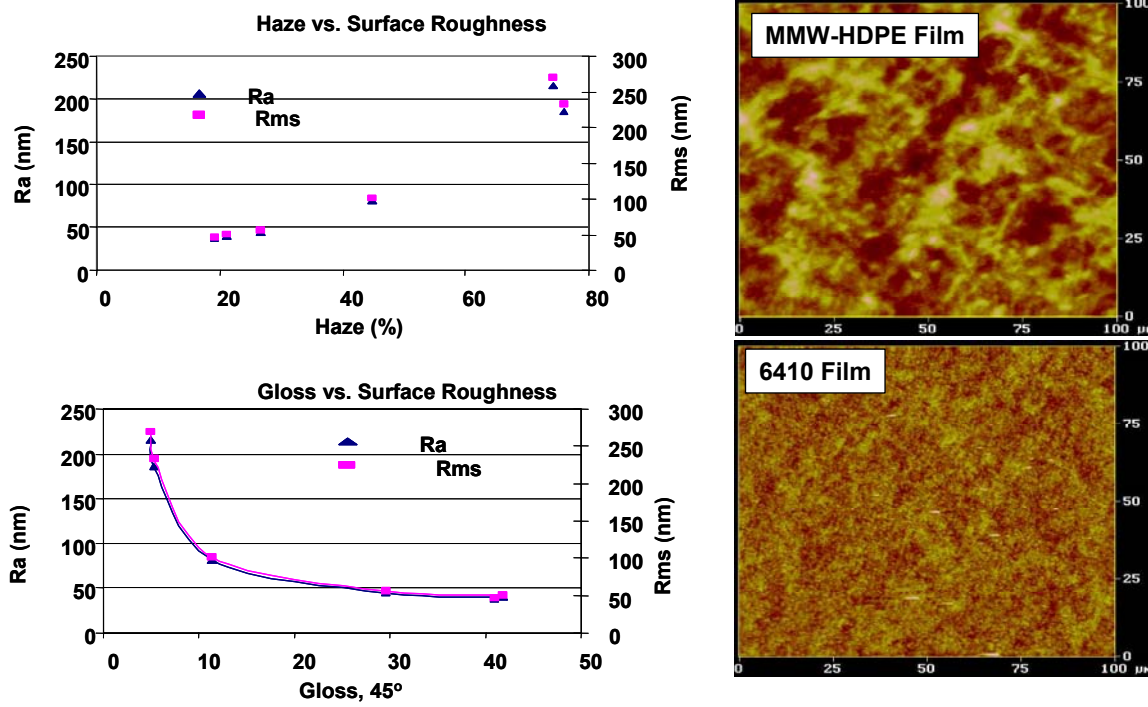 Haze vs. Surface Roughness
250
200
150
100
50
0
Ra (nm)
300
250
200
150
100
50
0
Rms (nm)
Ra
Rms
0 20 40 60 80
Haze (%)
MMW-HDPE Film
100
75
50
25
0
0 25 50 75 100 µм
Gloss vs. Surface Roughness
250
200
150
100
50
0
Ra (nm)
300
250
200
150
100
50
0
Rms (nm)
Ra
Rms
0 10 20 30 40 50
Gloss, 45º
6410 Film
100
75
50
25
0
0 25 50 75 100 µм